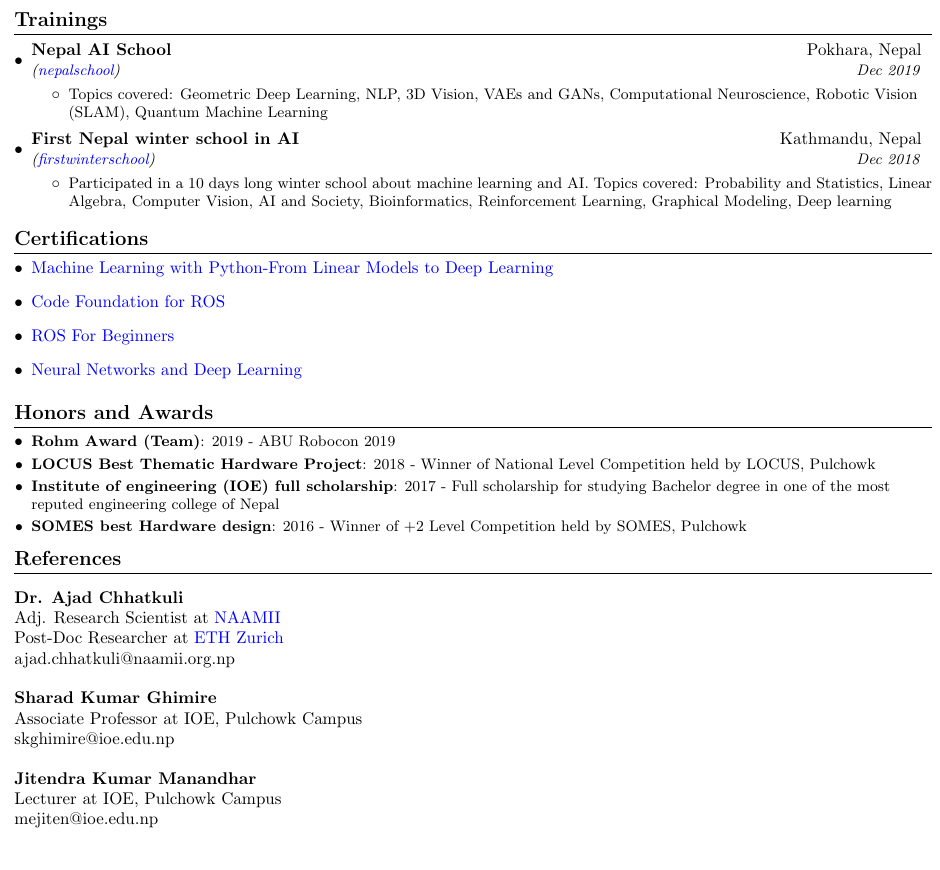 Trainings
• Nepal AI School Pokhara, Nepal
(nepalschool) Dec 2019
◦ Topics covered: Geometric Deep Learning, NLP, 3D Vision, VAEs and GANs, Computational Neuroscience, Robotic Vision
(SLAM), Quantum Machine Learning
• First Nepal winter school in AI Kathmandu, Nepal
(firstwinterschool) Dec 2018
◦ Participated in a 10 days long winter school about machine learning and AI. Topics covered: Probability and Statistics, Linear
Algebra, Computer Vision, AI and Society, Bioinformatics, Reinforcement Learning, Graphical Modeling, Deep learning
Certifications
• Machine Learning with Python-From Linear Models to Deep Learning
• Code Foundation for ROS
• ROS For Beginners
• Neural Networks and Deep Learning
Honors and Awards
• Rohm Award (Team): 2019 - ABU Robocon 2019
• LOCUS Best Thematic Hardware Project: 2018 - Winner of National Level Competition held by LOCUS, Pulchowk
• Institute of engineering (IOE) full scholarship: 2017 - Full scholarship for studying Bachelor degree in one of the most
reputed engineering college of Nepal
• SOMES best Hardware design: 2016 - Winner of +2 Level Competition held by SOMES, Pulchowk
References
Dr. Ajad Chhatkuli
Adj. Research Scientist at NAAMII
Post-Doc Researcher at ETH Zurich
ajad.chhatkuli@naamii.org.np
Sharad Kumar Ghimire
Associate Professor at IOE, Pulchowk Campus
skghimire@ioe.edu.np
Jitendra Kumar Manandhar
Lecturer at IOE, Pulchowk Campus
mejiten@ioe.edu.np